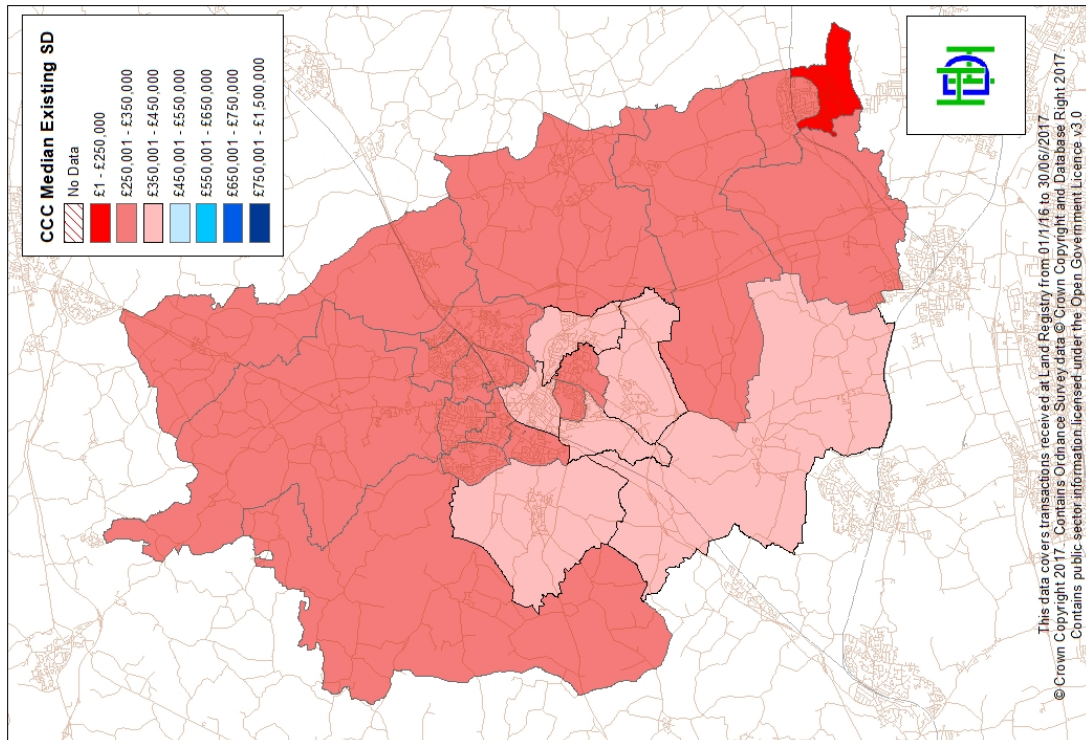 CCC Median Existing SD
No Data
£1 - £250,000
£250,001 - £350,000
£350,001 - £450,000
£450,001 - £550,000
£550,001 - £650,000
£650,001 - £750,000
£750,001 - £1,500,000
This data covers transactions received at Land Registry from 01/1/16 to 30/06//2017.
© Crown Copyright 2017. Contains Ordnance Survey data © Crown Copyright and Database Right 2017.
Contains public sector information licensed under the Open Government Licence v3.0